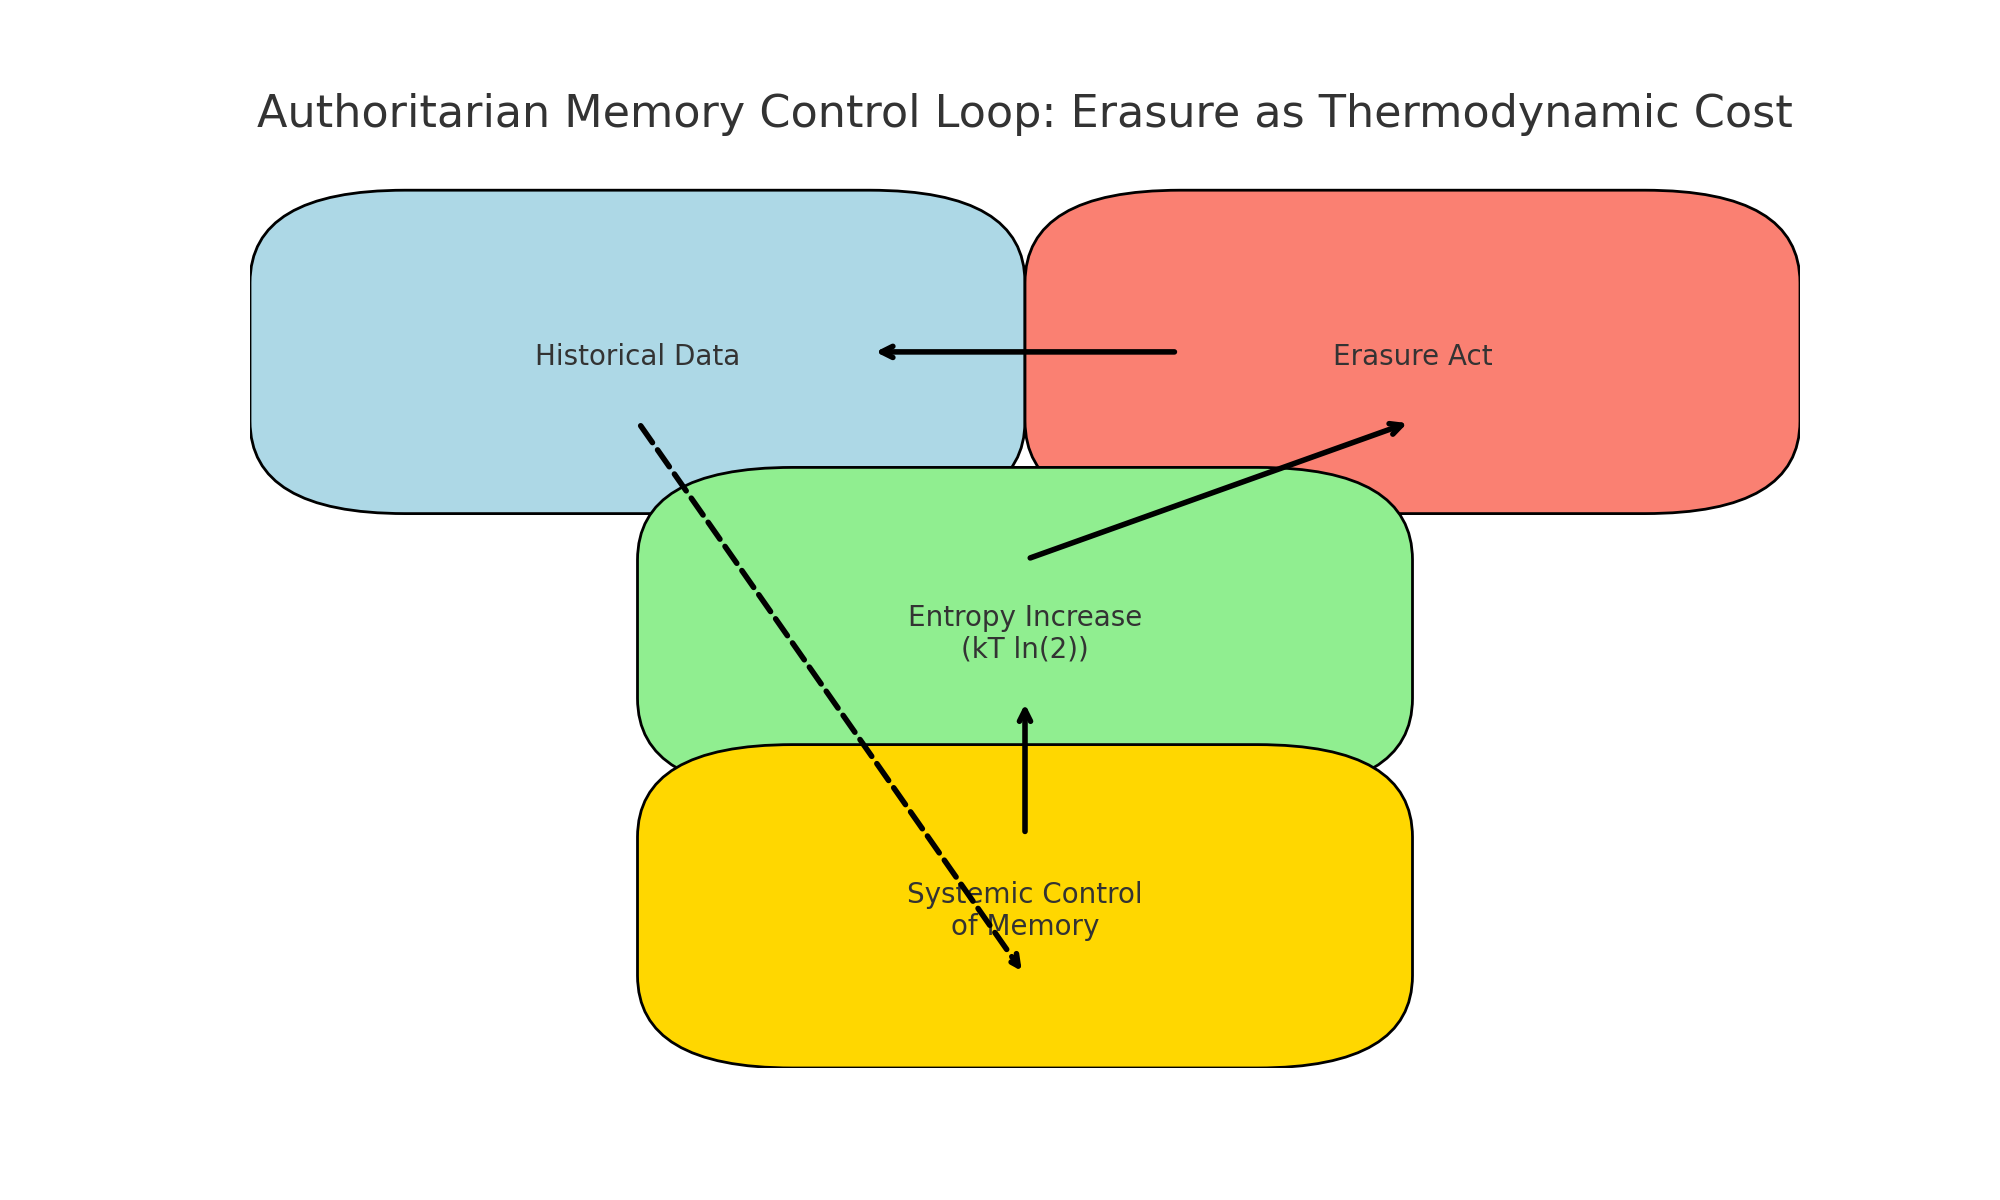 Authoritarian Memory Control Loop: Erasure as Thermodynamic Cost
Historical Data
Erasure Act
Entropy Increase
(kT ln(2))
Systemic Control
of Memory